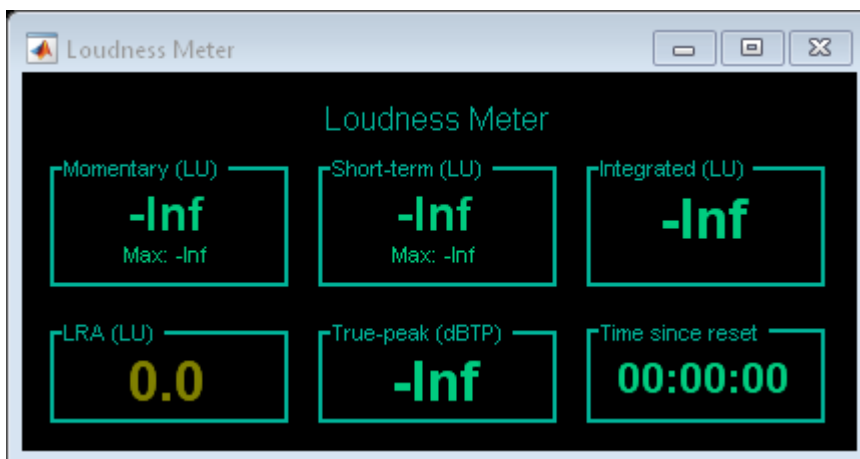 Loudness Meter
Loudness Meter
Momentary (LU)
-Inf
Max: -Inf
Short-term (LU)
-Inf
Max: -Inf
Integrated (LU)
-Inf
LRA (LU)
0.0
True-peak (dBTP)
-Inf
Time since reset
00:00:00